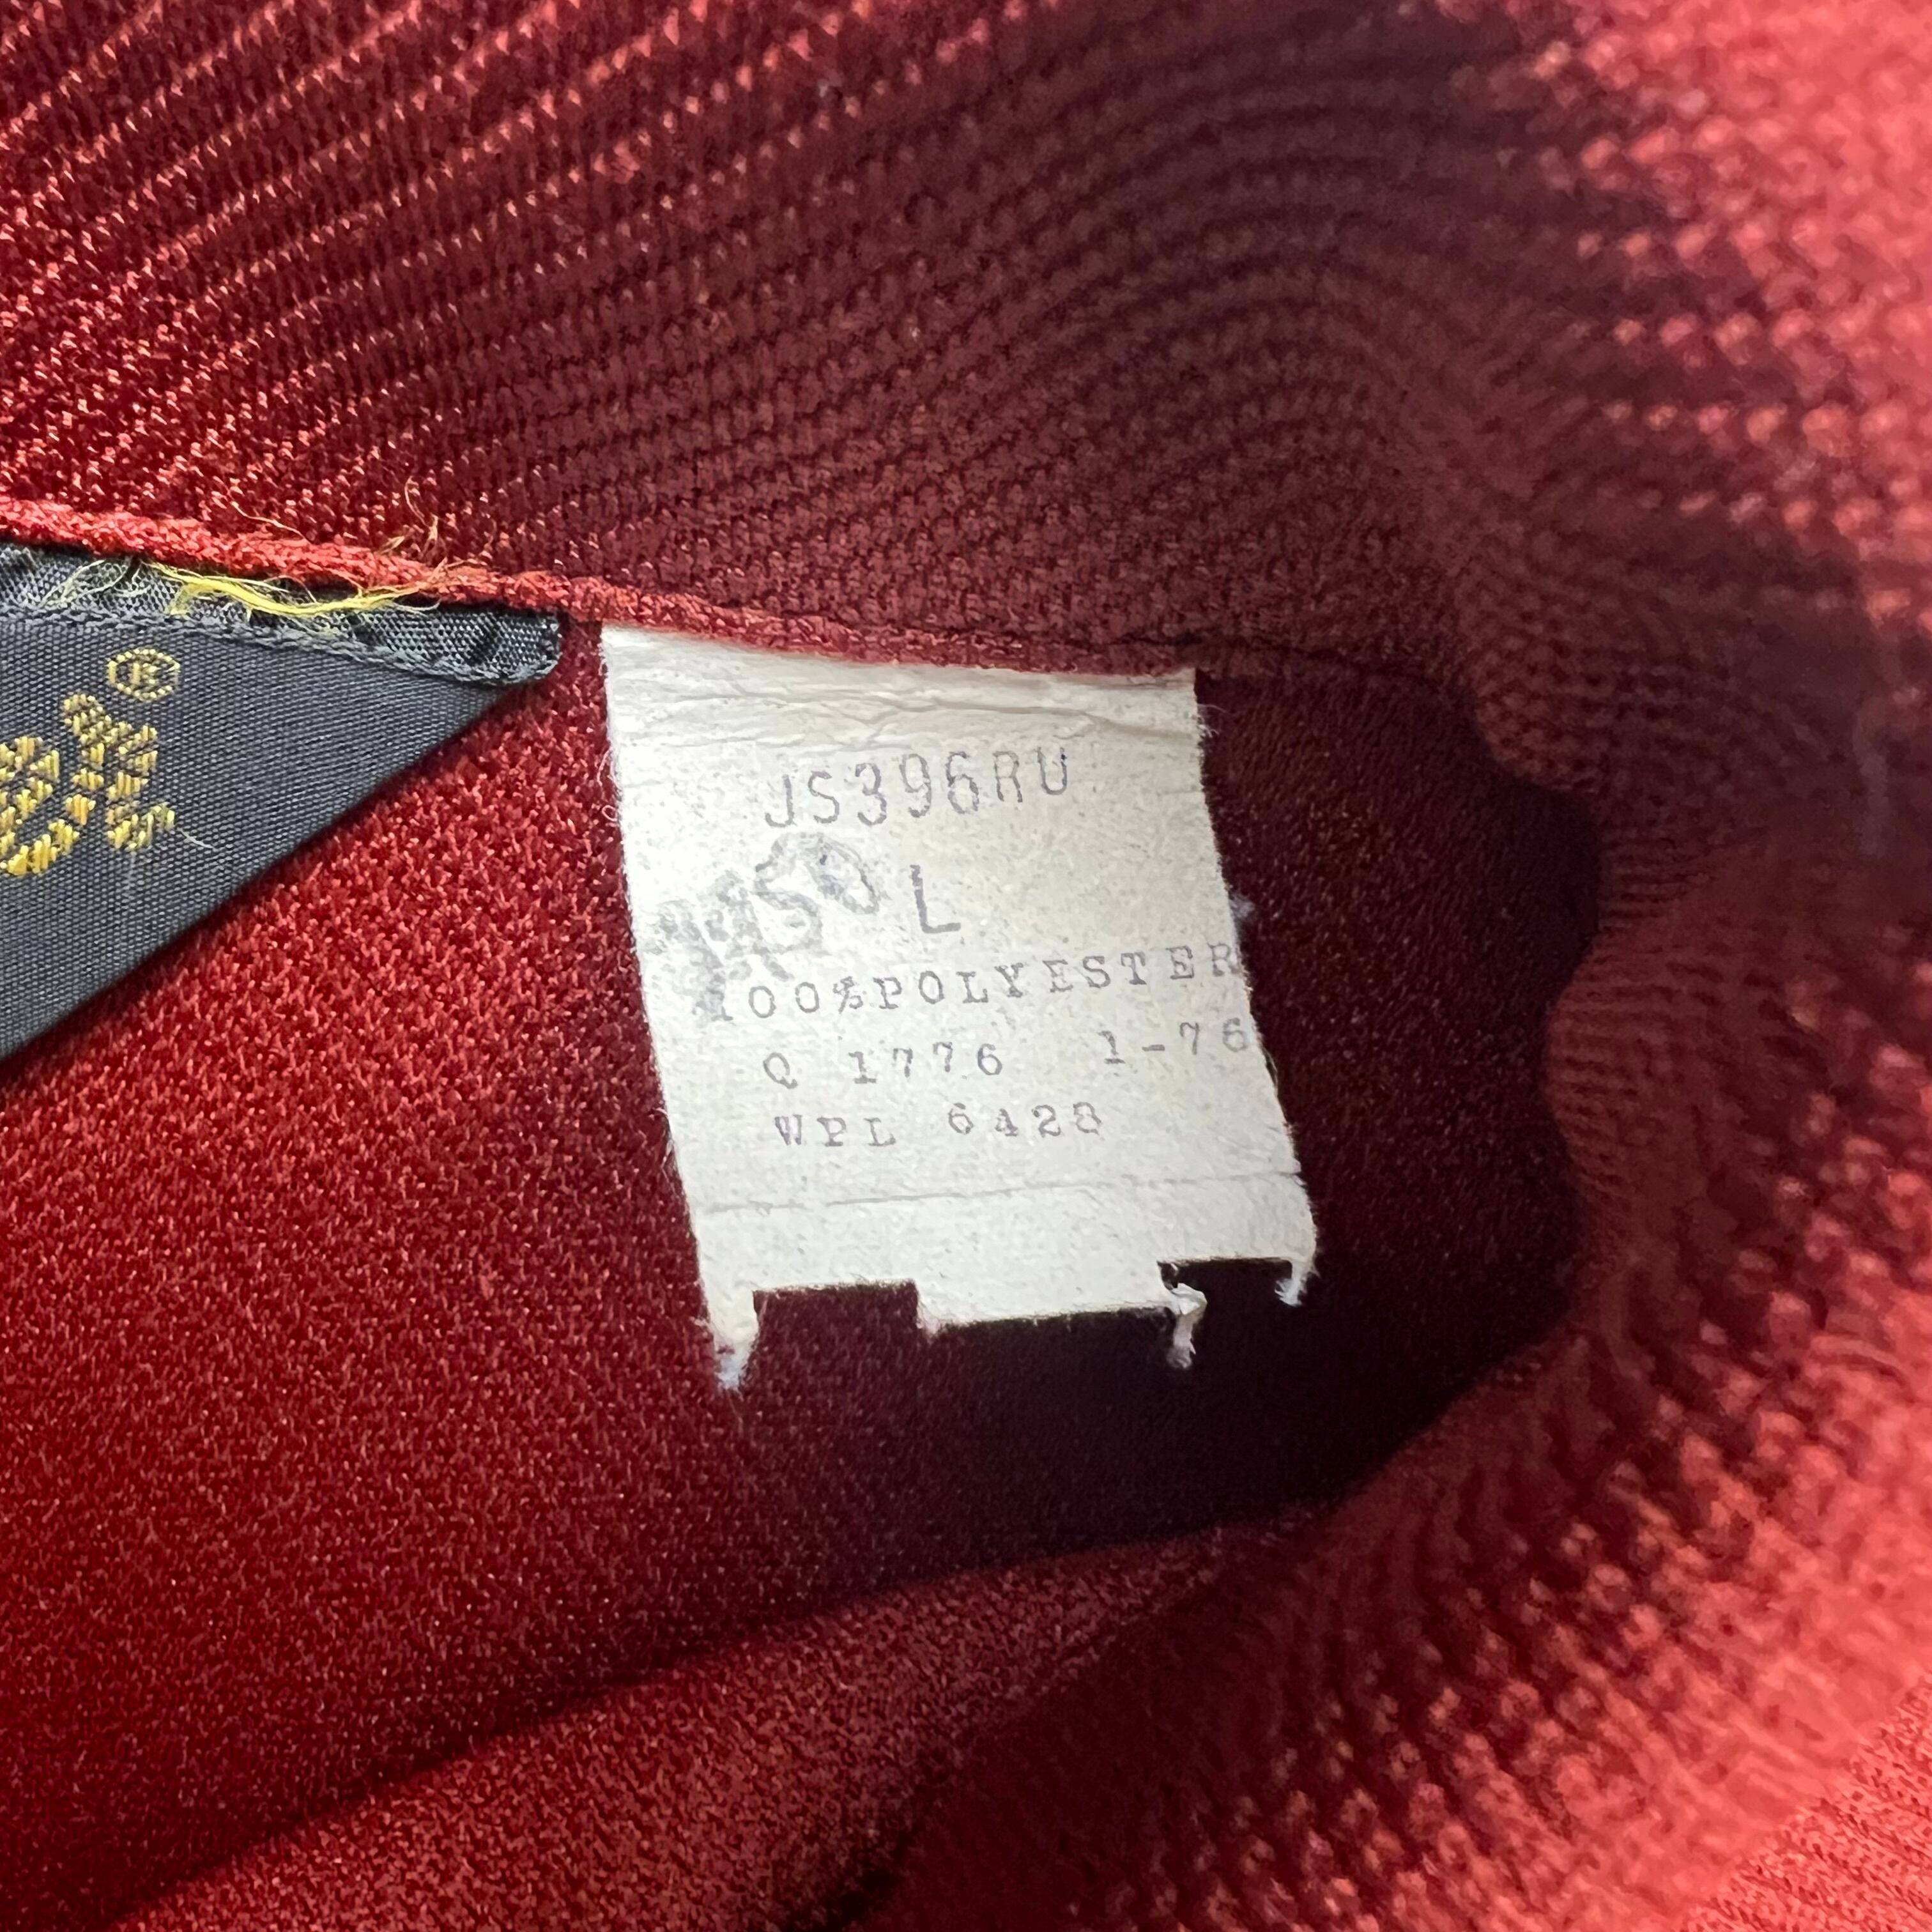 ®
JS396RU
L
100%POLYESTER
Q 1776 1-76
WPL 6428